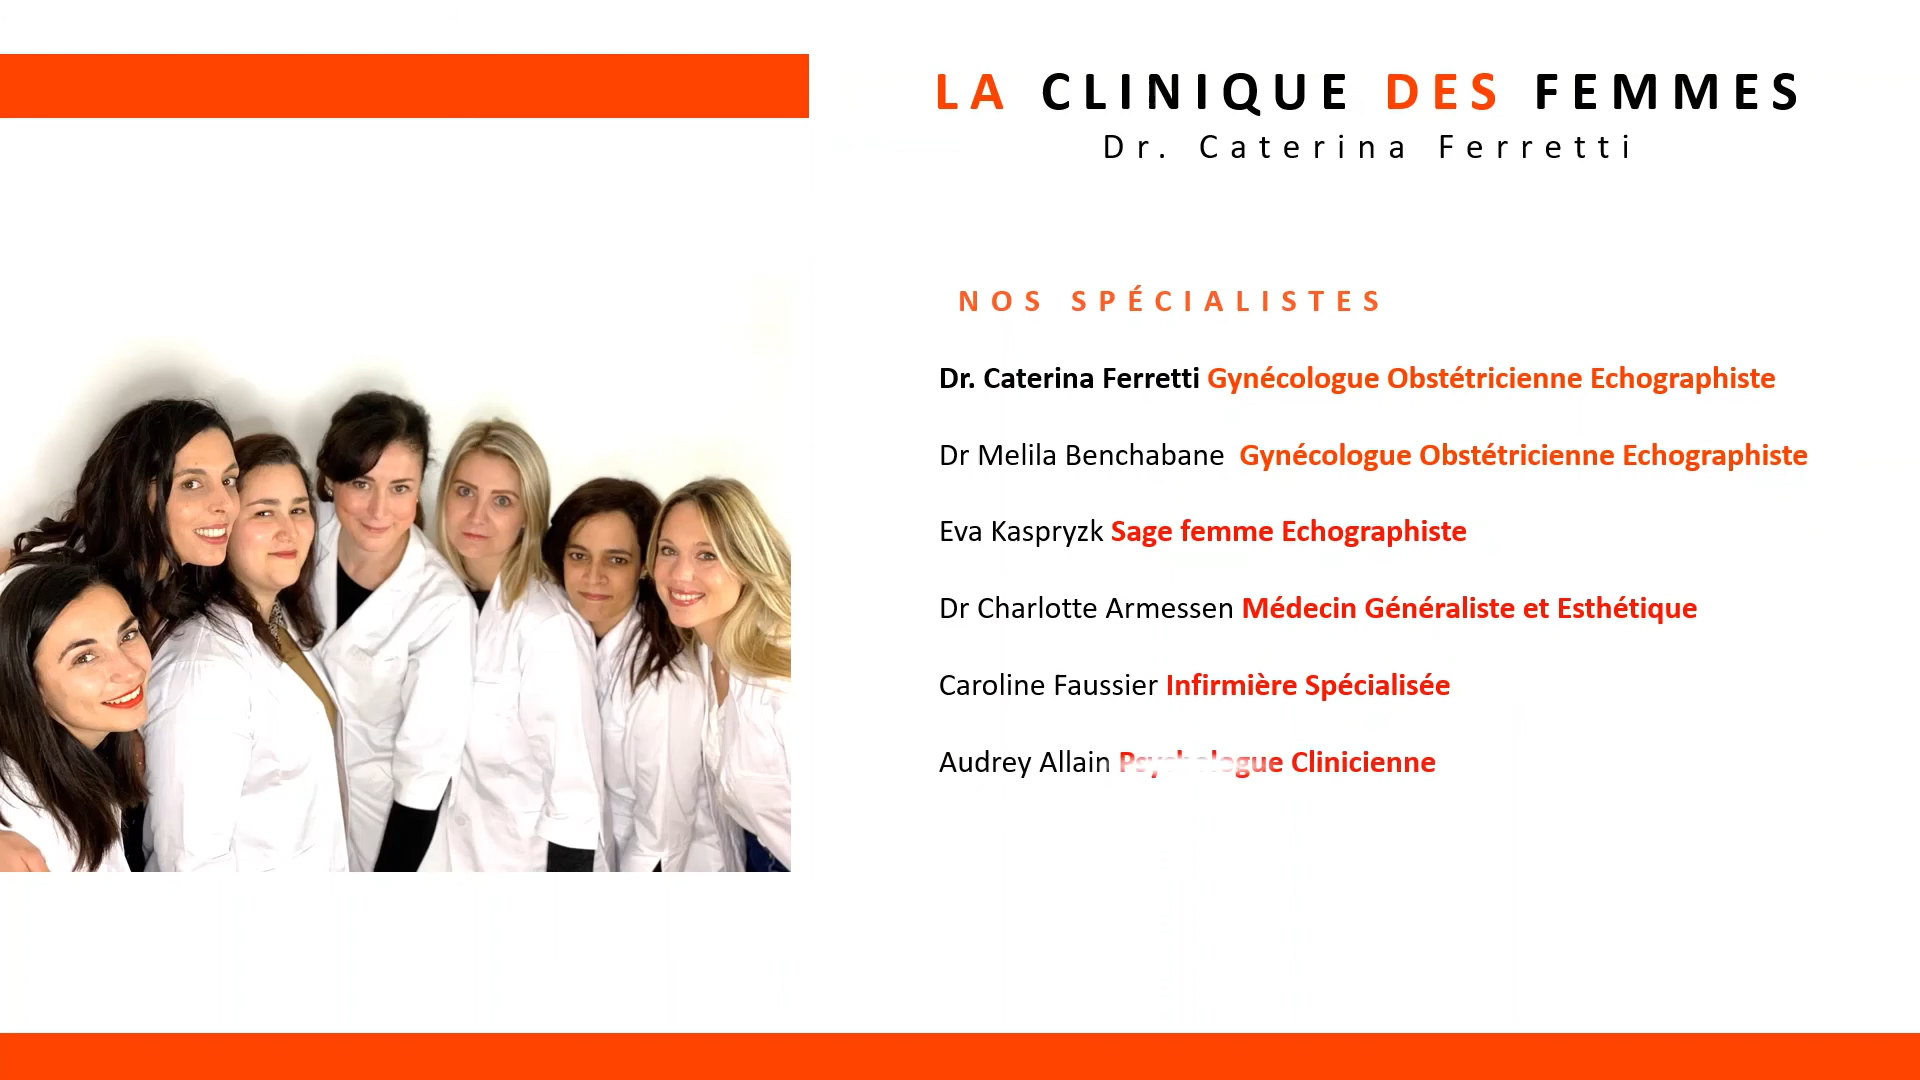 LA CLINIQUE DES FEMMES
Dr. Caterina Ferretti
NOS SPÉCIALISTES
Dr. Caterina Ferretti Gynécologue Obstétricienne Echographiste
Dr Melila Benchabane Gynécologue Obstétricienne Echographiste
Eva Kaspryzk Sage femme Echographiste
Dr Charlotte Armessen Médecin Généraliste et Esthétique
Caroline Faussier Infirmière Spécialisée
Audrey Allain Psychologue Clinicienne